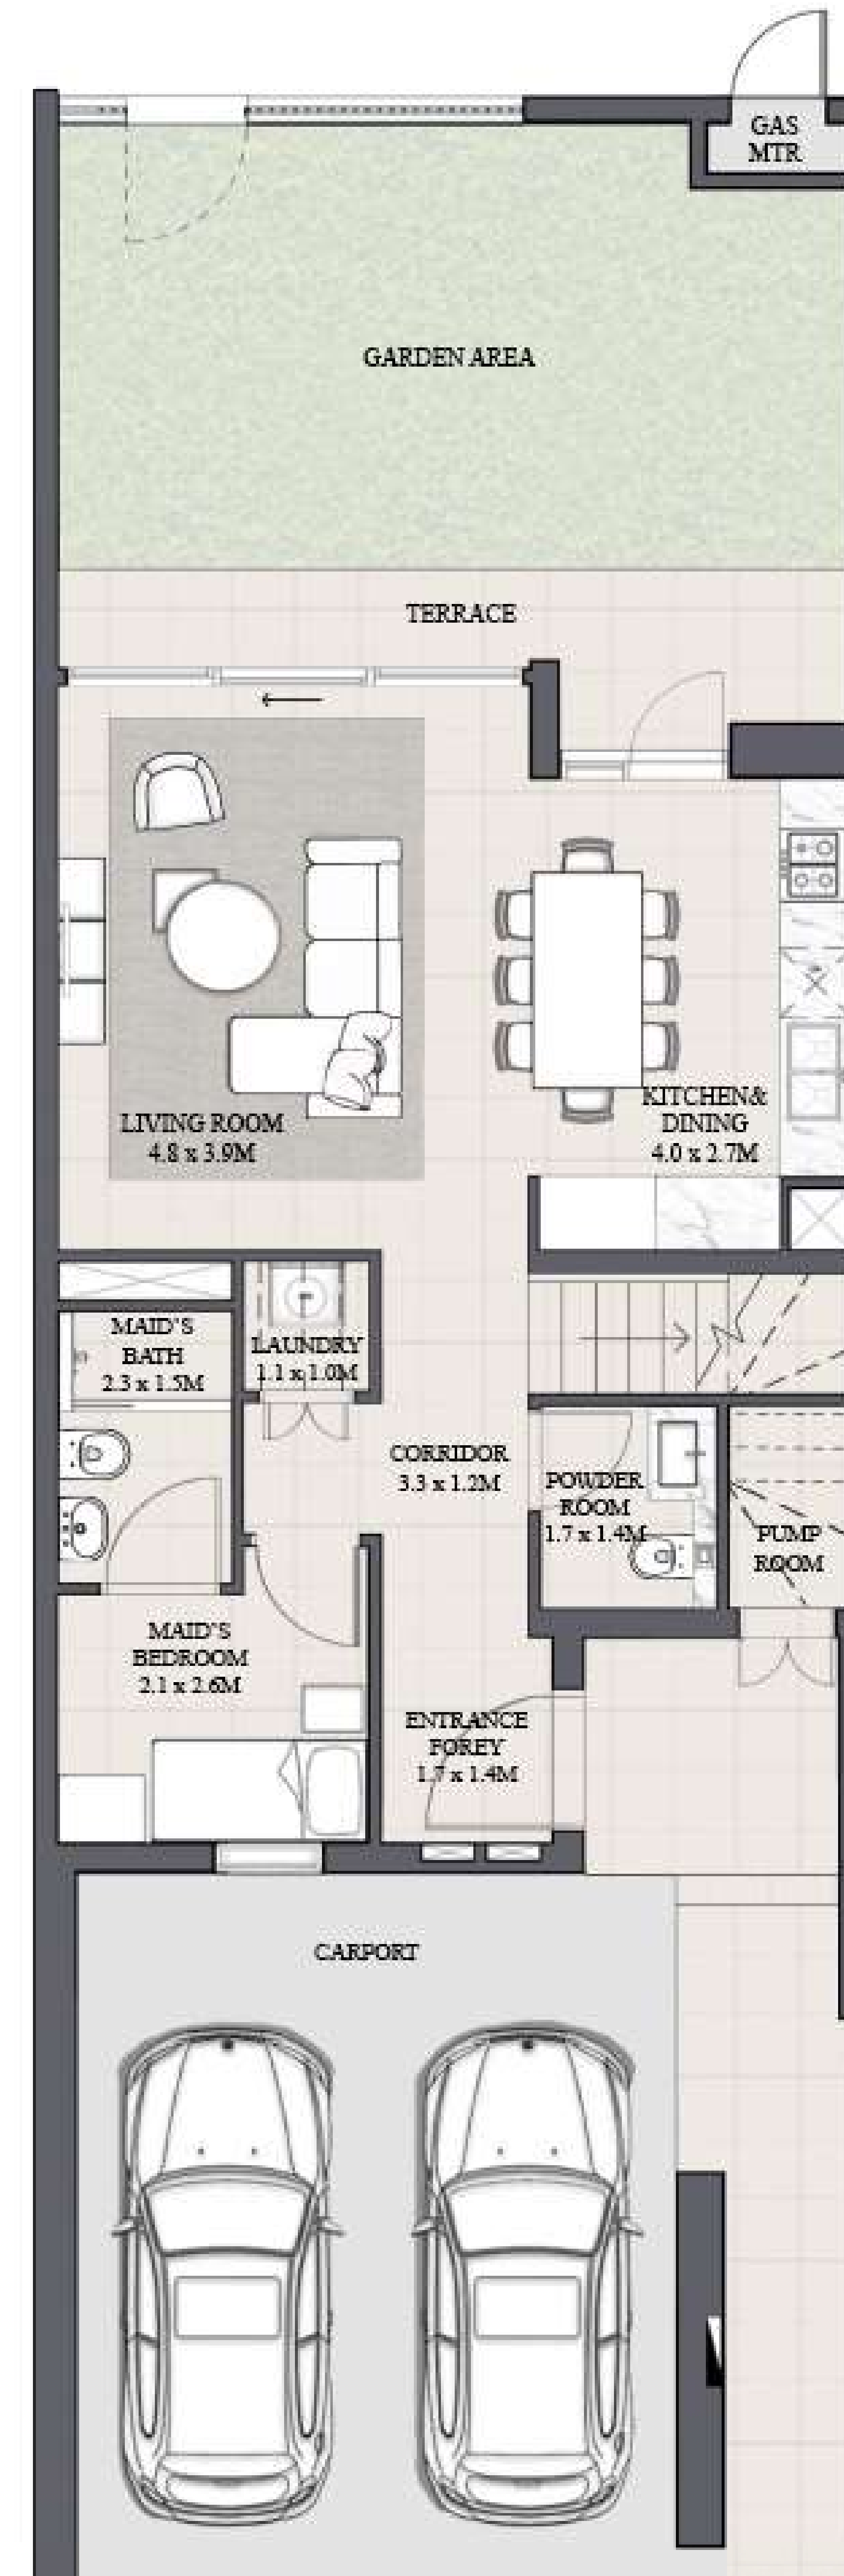 GAS
MTR
GARDEN AREA
TERRACE
LIVING ROOM
4.8 x 3.9M
KITCHEN&
DINING
4.0 x 2.7M
MAID'S
BATH
2.3 x 1.5M
LAUNDRY
1.1 x 1.0M
CORRIDOR
3.3 x 1.2M
POWDER
ROOM
1.7 x 1.4M
PUMP
ROOM
MAID'S
BEDROOM
2.1 x 2.6M
ENTRANCE
FOREY
1.7 x 1.4M
CARPORT